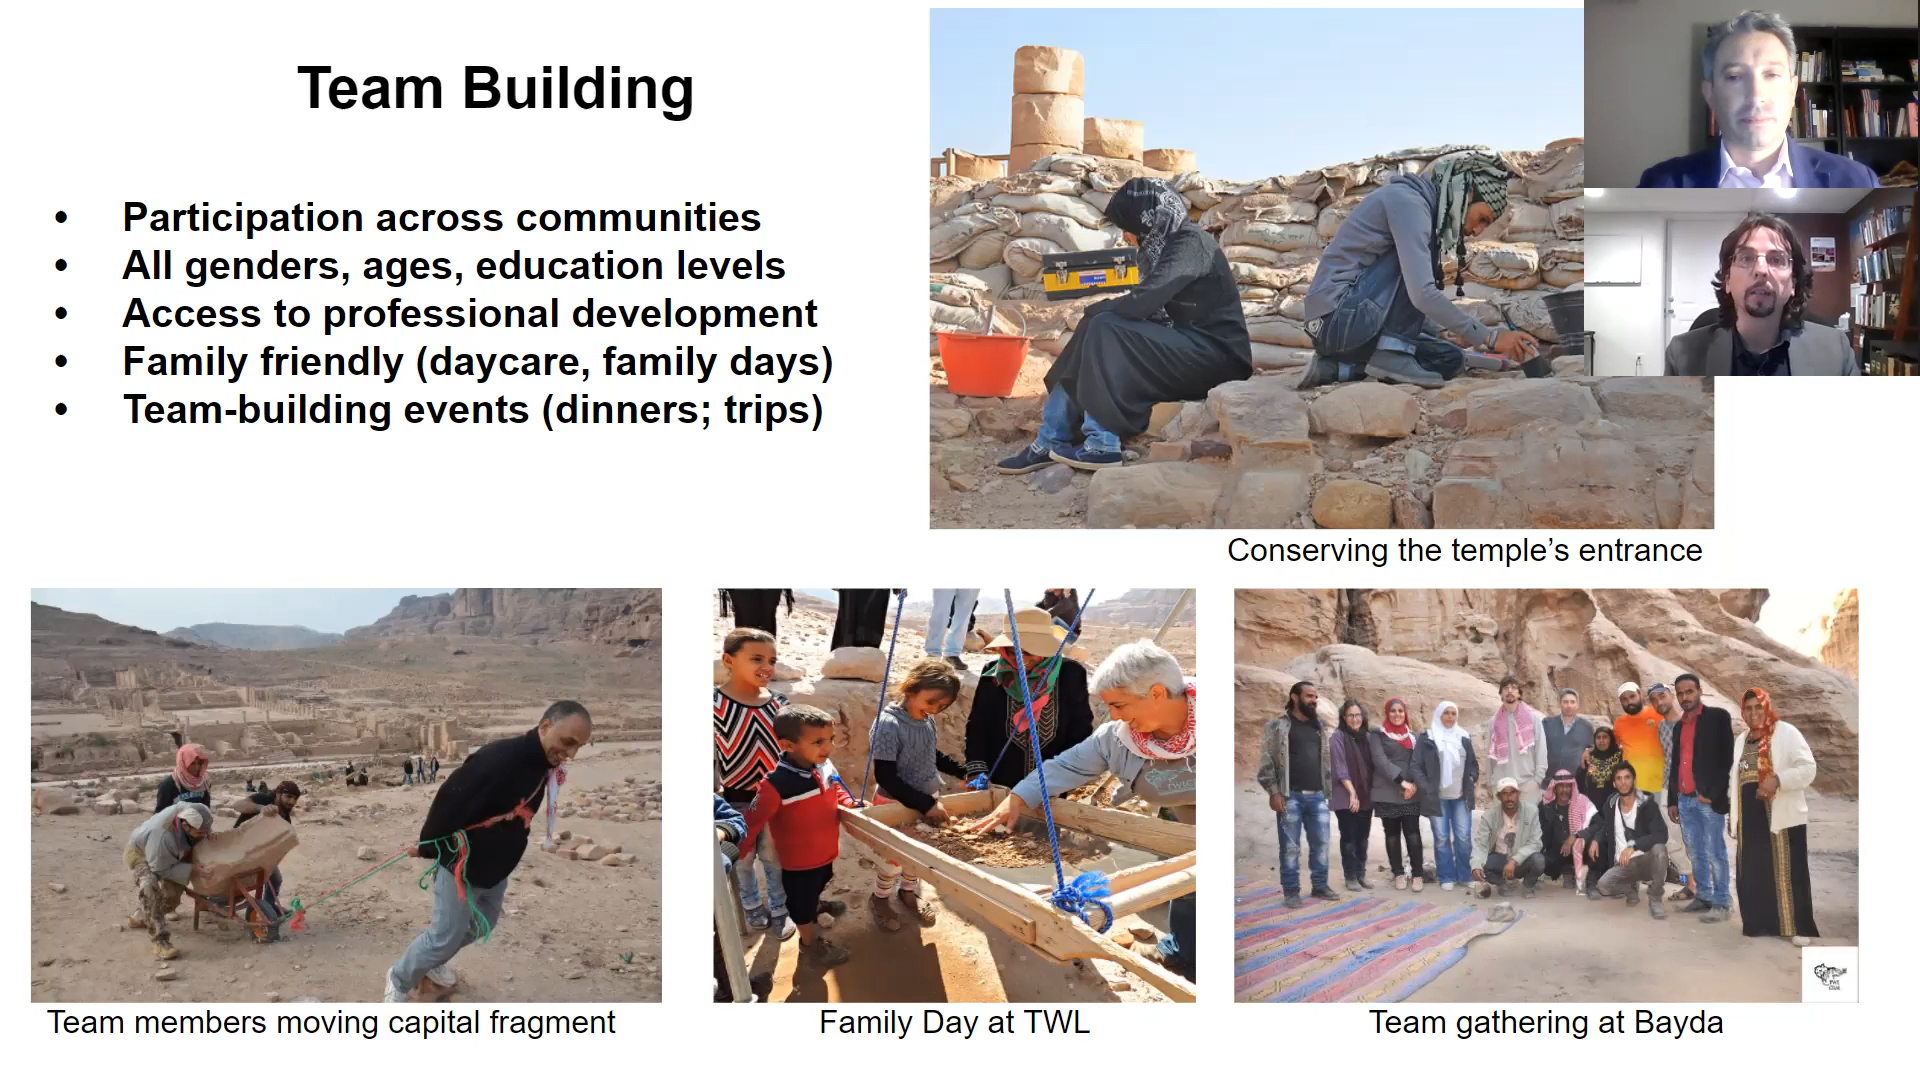 Team Building
• Participation across communities
• All genders, ages, education levels
• Access to professional development
• Family friendly (daycare, family days)
• Team-building events (dinners; trips)
Conserving the temple’s entrance
Team members moving capital fragment
Family Day at TWL
Team gathering at Bayda